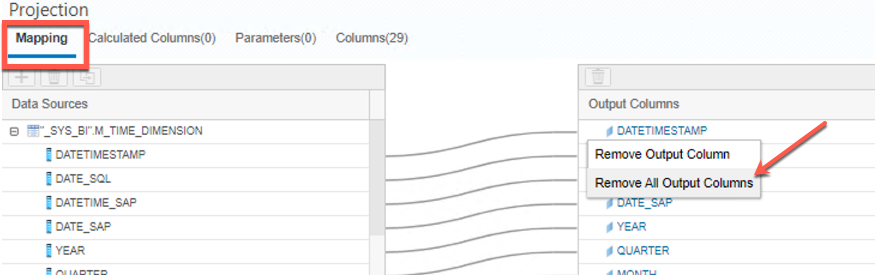 Projection
Mapping Calculated Columns(0) Parameters(0) Columns(29)
Data Sources Output Columns
"_SYS_BI".M_TIME_DIMENSION DATETIMESTAMP
DATETIMESTAMP Remove Output Column
DATE_SQL Remove All Output Columns
DATETIME_SAP DATE_SAP
DATE_SAP YEAR
YEAR QUARTER
QUARTER MONTH